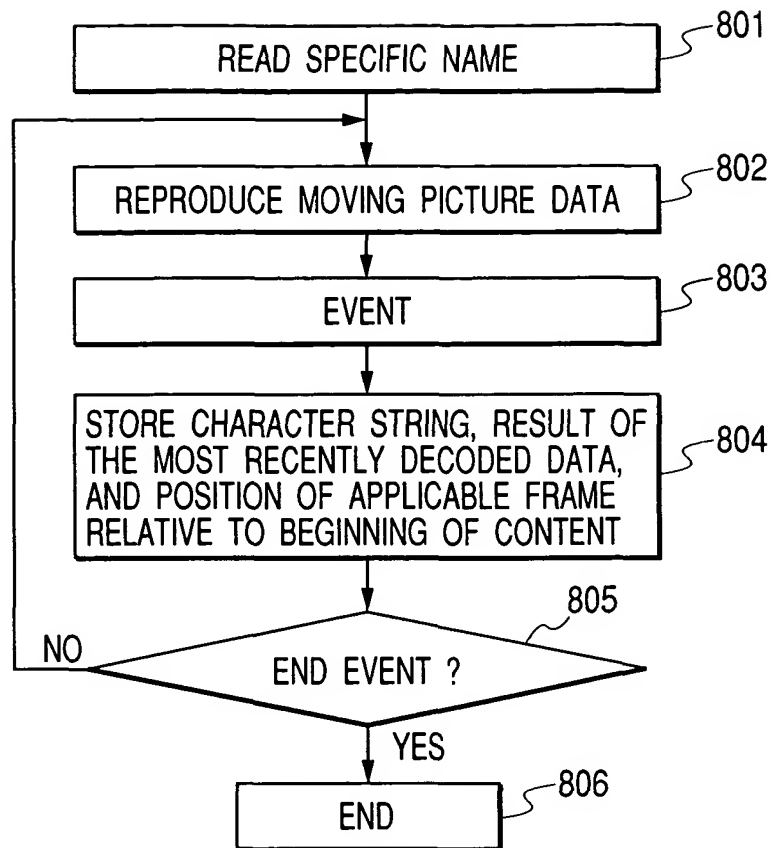 801
READ SPECIFIC NAME
802
REPRODUCE MOVING PICTURE DATA
803
EVENT
804
STORE CHARACTER STRING, RESULT OF
THE MOST RECENTLY DECODED DATA,
AND POSITION OF APPLICABLE FRAME
RELATIVE TO BEGINNING OF CONTENT
805
NO
END EVENT ?
YES
806
END